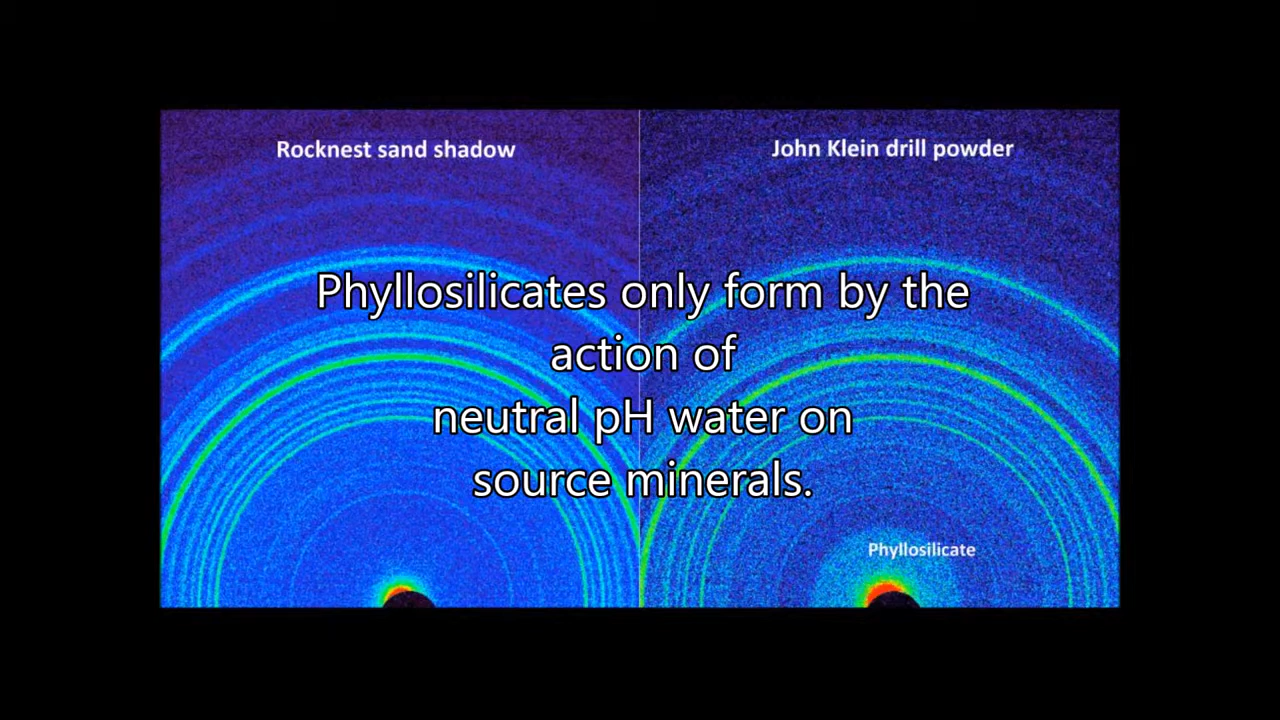 Rocknest sand shadow
John Klein drill powder
Phyllosilicates only form by the
action of
neutral pH water on
source minerals.
Phyllosilicate